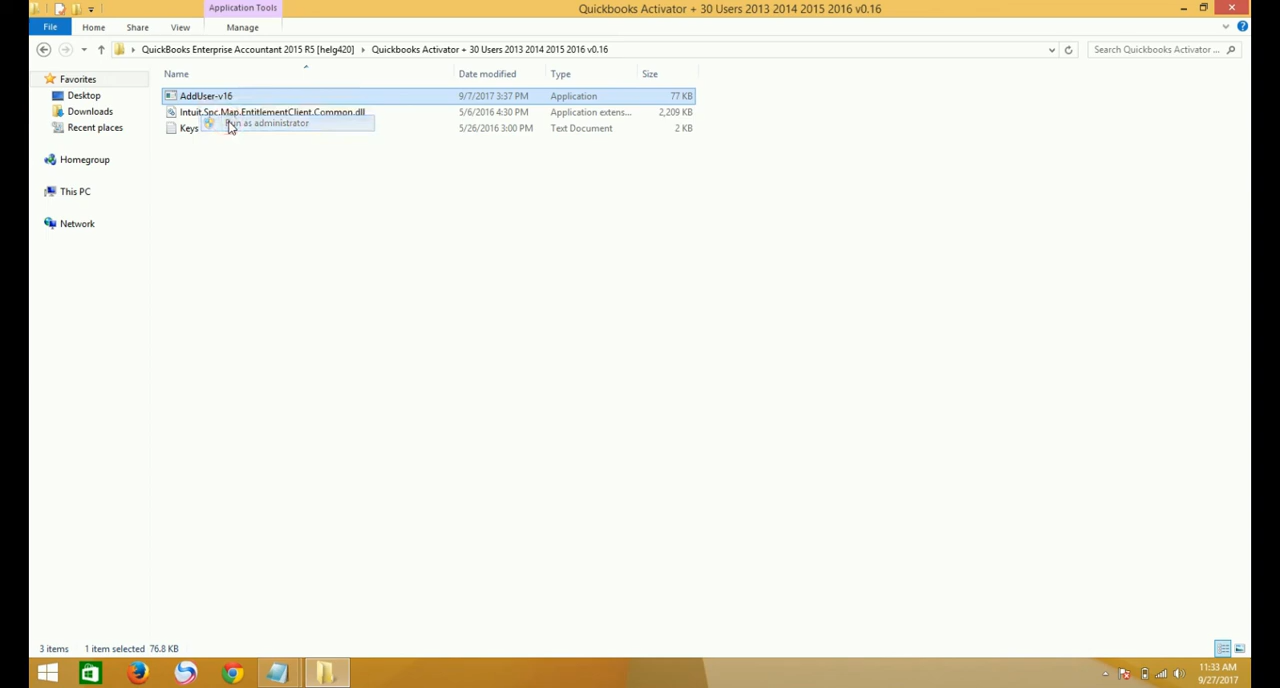 Application Tools
Quickbooks Activator + 30 Users 2013 2014 2015 2016 v0.16
File Home Share View Manage
QuickBooks Enterprise Accountant 2015 R5 [helg420] Quickbooks Activator + 30 Users 2013 2014 2015 2016 v0.16 Search Quickbooks Activator ...
Name Date modified Type Size
Favorites
Desktop
Downloads
Recent places
Homegroup
This PC
Network
AddUser-v16 9/7/2017 3:37 PM Application 77 KB
Intuit.Spc.Map.EntitlementClient.Common.dll 5/6/2016 4:30 PM Application extens... 2,209 KB
Run as administrator
Keys 5/26/2016 3:00 PM Text Document 2 KB
3 items 1 item selected 76.8 KB
11:33 AM
9/27/2017